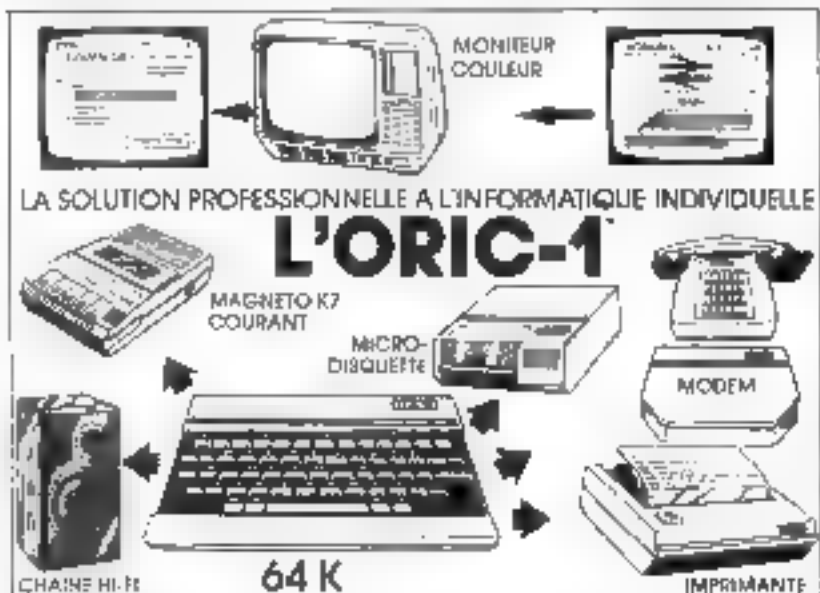 MONITEUR
COULEUR
LA SOLUTION PROFESSIONNELLE A L'INFORMATIQUE INDIVIDUELLE
L'ORIC-1
MAGNETO K7
COURANT
MICRO-
DISQUETTE
MODEM
CHAINE HI-FI
64 K
IMPRIMANTE